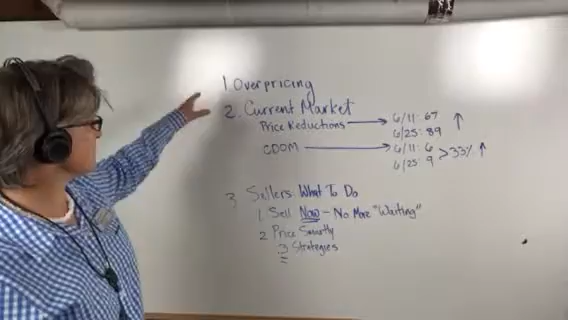 1 Overpricing
2. Current Market
Price Reductions → 6/11: 67 ↑
6/25: 89
CDOM → 6/11: 6 > 33% ↑
6/25: 9
3 Sellers What To Do
1 Sell Now - No More "Waiting"
2 Price Smartly
3 Strategies